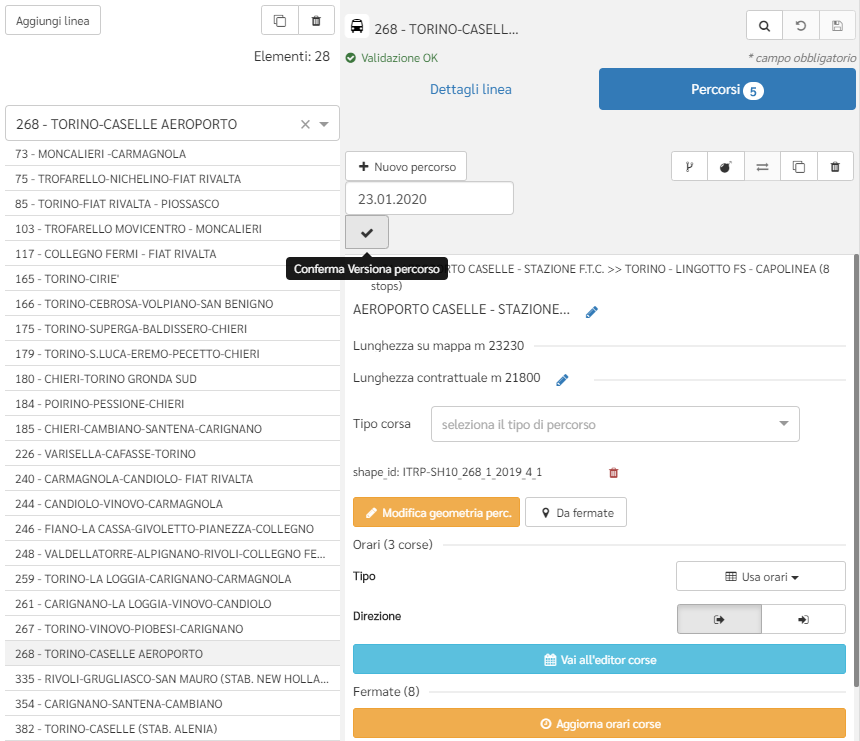 Aggiungi linea
Elementi: 28
268 - TORINO-CASELLE AEROPORTO
73 - MONCALIERI -CARMAGNOLA
75 - TROFARELLO-NICHELINO-FIAT RIVALTA
85 - TORINO-FIAT RIVALTA - PIOSSASCO
103 - TROFARELLO MOVICENTRO - MONCALIERI
117 - COLLEGNO FERMI - FIAT RIVALTA
165 - TORINO-CIRIE'
166 - TORINO-CEBROSA-VOLPIANO-SAN BENIGNO
175 - TORINO-SUPERGA-BALDISSERO-CHIERI
179 - TORINO-S.LUCA-EREMO-PECETTO-CHIERI
180 - CHIERI-TORINO GRONDA SUD
184 - POIRINO-PESSIONE-CHIERI
185 - CHIERI-CAMBIANO-SANTENA-CARIGNANO
226 - VARISELLA-CAFASSE-TORINO
240 - CARMAGNOLA-CANDIOLO- FIAT RIVALTA
244 - CANDIOLO-VINOVO-CARMAGNOLA
246 - FIANO-LA CASSA-GIVOLETTO-PIANEZZA-COLLEGNO
248 - VALDELLATORRE-ALPIGNANO-RIVOLI-COLLEGNO FE...
259 - TORINO-LA LOGGIA-CARIGNANO-CARMAGNOLA
261 - CARIGNANO-LA LOGGIA-VINOVO-CANDIOLO
267 - TORINO-VINOVO-PIOBESI-CARIGNANO
268 - TORINO-CASELLE AEROPORTO
335 - RIVOLI-GRUGLIASCO-SAN MAURO (STAB. NEW HOLLA...
354 - CARIGNANO-SANTENA-CAMBIANO
382 - TORINO-CASELLE (STAB. ALENIA)
268 - TORINO-CASELL...
Validazione OK
* campo obbligatorio
Dettagli linea
Percorsi 5
Nuovo percorso
23.01.2020
Conferma Versiona percorso
RTO CASELLE - STAZIONE F.T.C. >> TORINO - LINGOTTO FS - CAPOLINEA (8
stops)
AEROPORTO CASELLE - STAZIONE...
Lunghezza su mappa m 23230
Lunghezza contrattuale m 21800
Tipo corsa
seleziona il tipo di percorso
shape_id: ITRP-SH10_268_1_2019_4_1
Modifica geometria perc.
Da fermate
Orari (3 corse)
Tipo
Usa orari
Direzione
Vai all'editor corse
Fermate (8)
Aggiorna orari corse